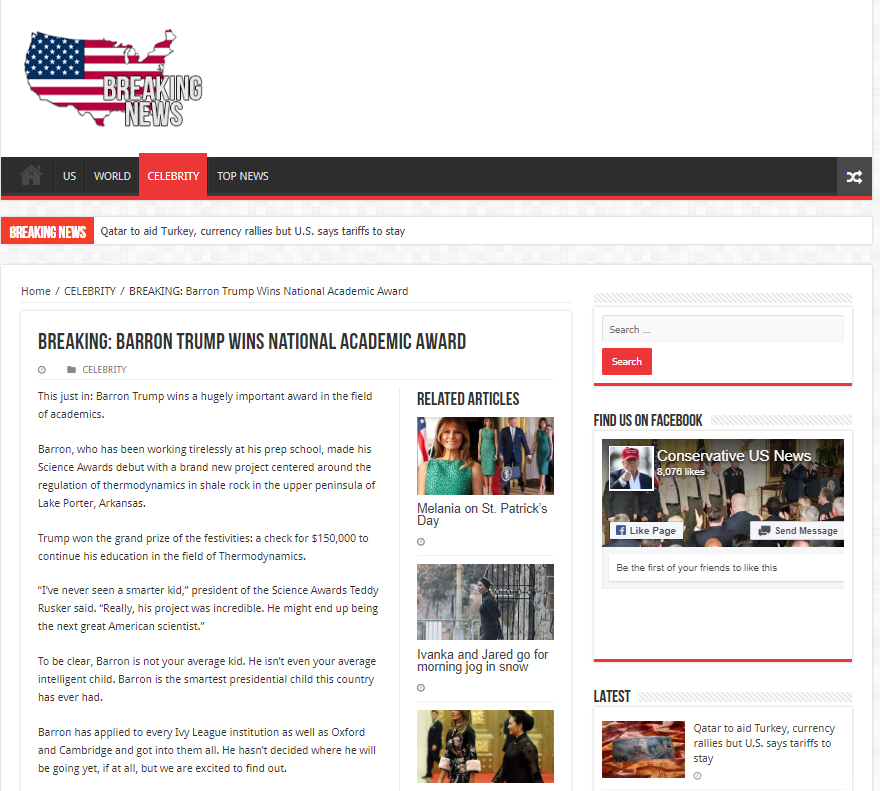 BREAKING
NEWS
US
WORLD
CELEBRITY
TOP NEWS
BREAKING NEWS
Qatar to aid Turkey, currency rallies but U.S. says tariffs to stay
Home / CELEBRITY / BREAKING: Barron Trump Wins National Academic Award
BREAKING: BARRON TRUMP WINS NATIONAL ACADEMIC AWARD
CELEBRITY
This just in: Barron Trump wins a hugely important award in the field
of academics.
Barron, who has been working tirelessly at his prep school, made his
Science Awards debut with a brand new project centered around the
regulation of thermodynamics in shale rock in the upper peninsula of
Lake Porter, Arkansas.
Trump won the grand prize of the festivities: a check for $150,000 to
continue his education in the field of Thermodynamics.
“I’ve never seen a smarter kid,” president of the Science Awards Teddy
Rusker said. “Really, his project was incredible. He might end up being
the next great American scientist.”
To be clear, Barron is not your average kid. He isn’t even your average
intelligent child. Barron is the smartest presidential child this country
has ever had.
Barron has applied to every Ivy League institution as well as Oxford
and Cambridge and got into them all. He hasn’t decided where he will
be going yet, if at all, but we are excited to find out.
RELATED ARTICLES
Melania on St. Patrick’s
Day
Ivanka and Jared go for
morning jog in snow
Search ...
Search
FIND US ON FACEBOOK
Conservative US News
8,076 likes
Like Page
Send Message
Be the first of your friends to like this
LATEST
100
Qatar to aid Turkey, currency
rallies but U.S. says tariffs to
stay